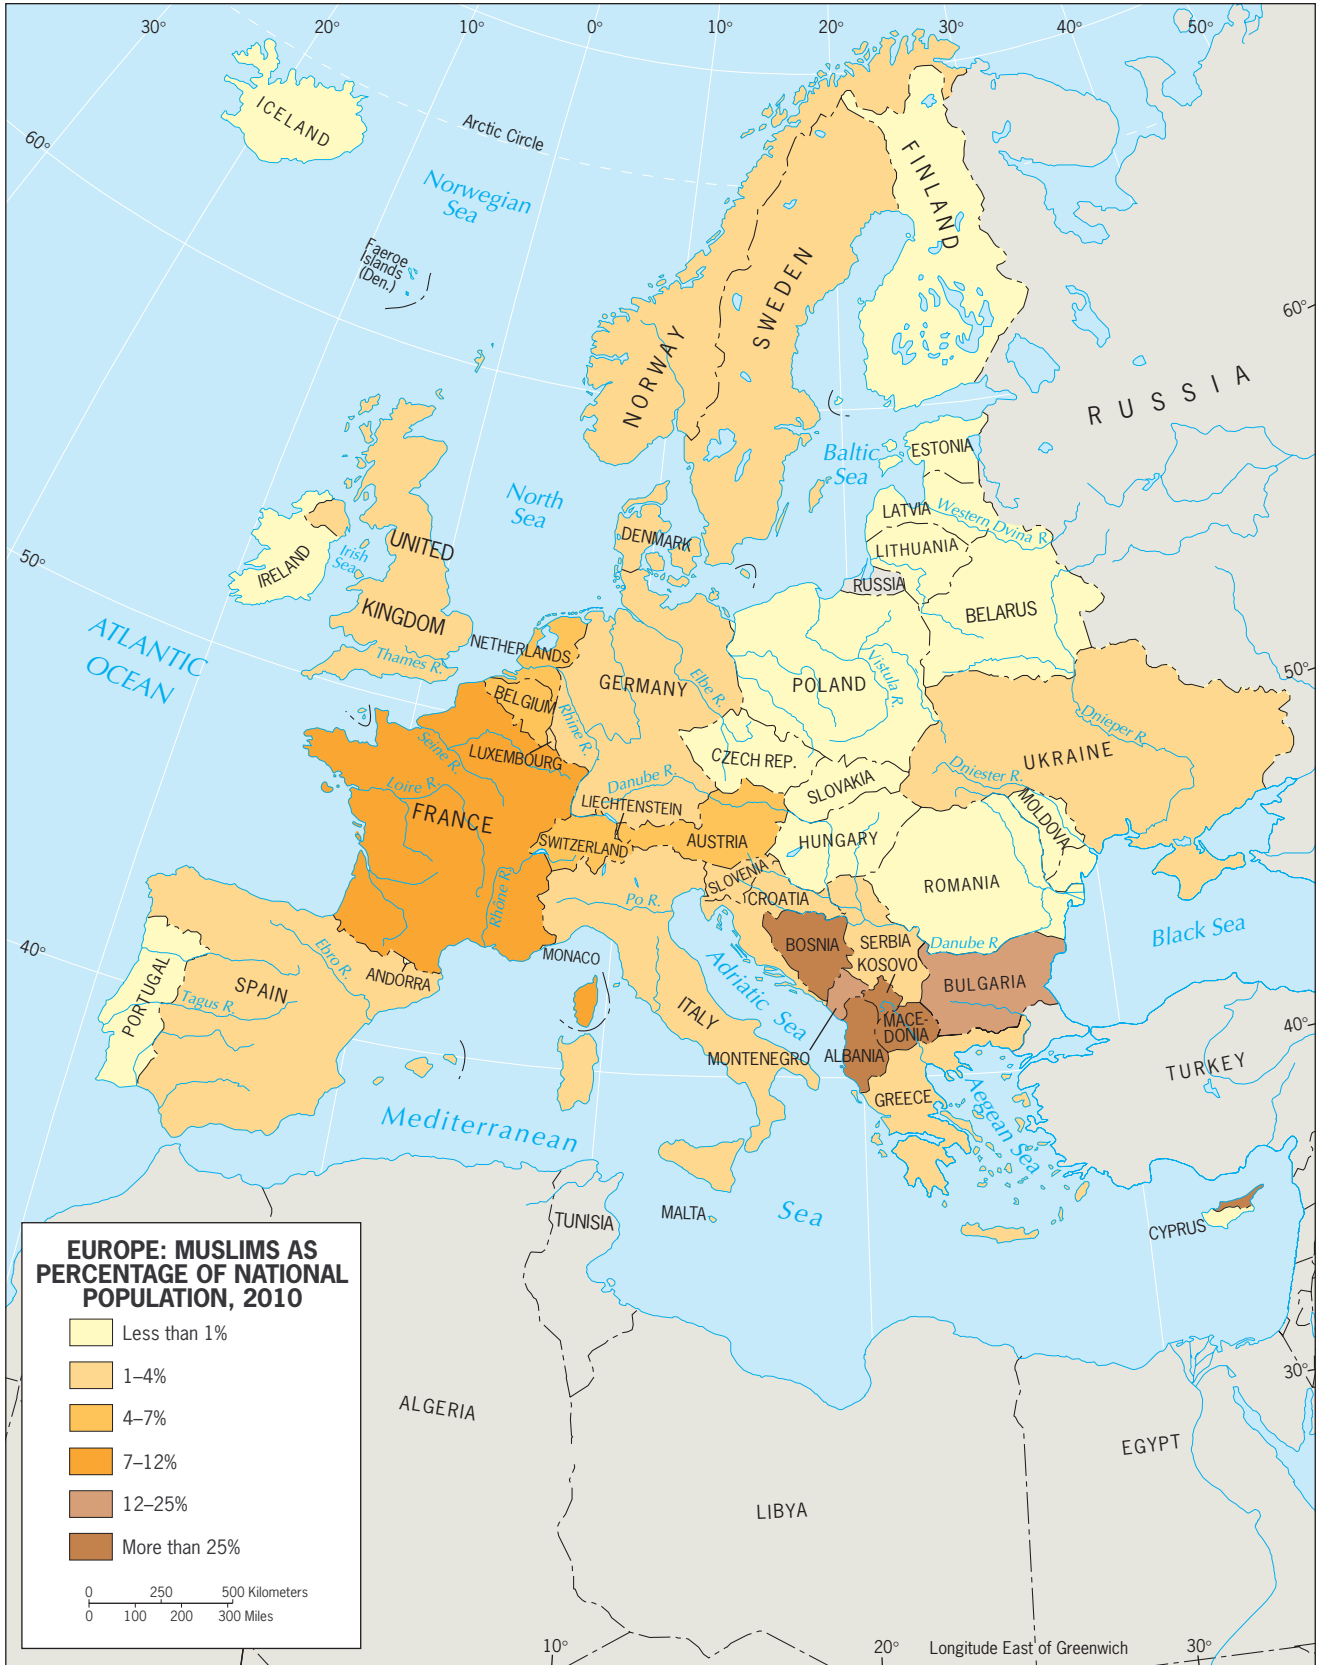 30°
20°
10°
0°
10°
20°
30°
40°
50°
ICELAND
Arctic Circle
60°
Norwegian
Sea
Faeroe
Islands
(Den.)
FINLAND
SWEDEN
NORWAY
60°
RUSSIA
Baltic
Sea
ESTONIA
LATVIA
Western Dvina R.
LITHUANIA
RUSSIA
BELARUS
North
Sea
DENMARK
UNITED
KINGDOM
Irish
Sea
IRELAND
50°
ATLANTIC
OCEAN
Thames R.
NETHERLANDS
BELGIUM
GERMANY
Elbe R.
POLAND
Vistula R.
50°
Rhine R.
LUXEMBOURG
CZECH REP.
SLOVAKIA
UKRAINE
Dnieper R.
Dniester R.
MOLDOVA
Seine R.
Loire R.
FRANCE
Danube R.
LIECHTENSTEIN
SWITZERLAND
AUSTRIA
HUNGARY
ROMANIA
SLOVENIA
CROATIA
Rhône R.
Po R.
BOSNIA
SERBIA
KOSOVO
Danube R.
BULGARIA
Black Sea
40°
PORTUGAL
SPAIN
Tagus R.
Ebro R.
ANDORRA
MONACO
ITALY
Adriatic Sea
MONTENEGRO
ALBANIA
MACE-
DONIA
GREECE
Aegean Sea
TURKEY
40°
Mediterranean
Sea
MALTA
TUNISIA
CYPRUS
EUROPE: MUSLIMS AS
PERCENTAGE OF NATIONAL
POPULATION, 2010
Less than 1%
1–4%
4–7%
7–12%
12–25%
More than 25%
0 250 500 Kilometers
0 100 200 300 Miles
ALGERIA
LIBYA
EGYPT
30°
10°
20°
Longitude East of Greenwich
30°